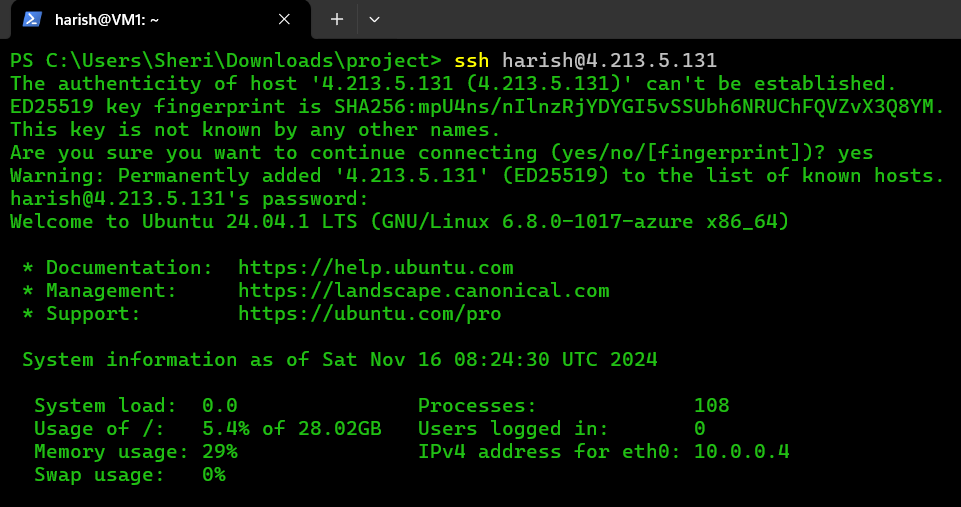 harish@VM1: ~
PS C:\Users\Sheri\Downloads\project> ssh harish@4.213.5.131
The authenticity of host '4.213.5.131 (4.213.5.131)' can't be established.
ED25519 key fingerprint is SHA256:mpU4ns/nIlnzRjYDYGI5vSSUbh6NRUChFQVZvX3Q8YM.
This key is not known by any other names.
Are you sure you want to continue connecting (yes/no/[fingerprint])? yes
Warning: Permanently added '4.213.5.131' (ED25519) to the list of known hosts.
harish@4.213.5.131's password:
Welcome to Ubuntu 24.04.1 LTS (GNU/Linux 6.8.0-1017-azure x86_64)
* Documentation:  https://help.ubuntu.com
* Management:     https://landscape.canonical.com
* Support:        https://ubuntu.com/pro
System information as of Sat Nov 16 08:24:30 UTC 2024
System load:  0.0               Processes:             108
Usage of /:   5.4% of 28.02GB   Users logged in:       0
Memory usage: 29%               IPv4 address for eth0: 10.0.0.4
Swap usage:   0%